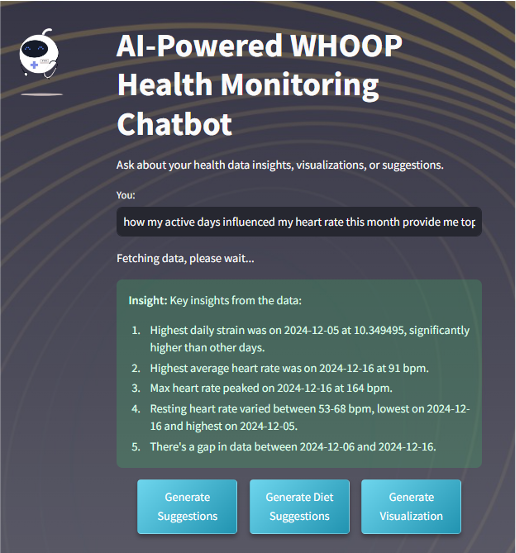 AI-Powered WHOOP
Health Monitoring
Chatbot
Ask about your health data insights, visualizations, or suggestions.
You:
how my active days influenced my heart rate this month provide me top
Fetching data, please wait...
Insight: Key insights from the data:
1. Highest daily strain was on 2024-12-05 at 10.349495, significantly
higher than other days.
2. Highest average heart rate was on 2024-12-16 at 91 bpm.
3. Max heart rate peaked on 2024-12-16 at 164 bpm.
4. Resting heart rate varied between 53-68 bpm, lowest on 2024-12-
16 and highest on 2024-12-05.
5. There's a gap in data between 2024-12-06 and 2024-12-16.
Generate
Suggestions
Generate Diet
Suggestions
Generate
Visualization